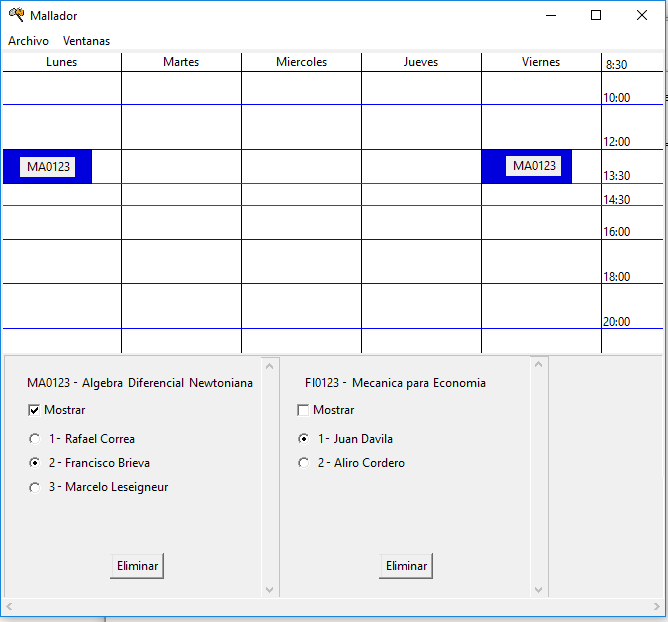 Mallador
Archivo Ventanas
Lunes Martes Miercoles Jueves Viernes 8:30
10:00
12:00
MA0123 MA0123
13:30
14:30
16:00
18:00
20:00
MA0123 - Algebra Diferencial Newtoniana
Mostrar
1- Rafael Correa
2 - Francisco Brieva
3 - Marcelo Leseigneur
Eliminar
FI0123 - Mecanica para Economia
Mostrar
1- Juan Davila
2 - Aliro Cordero
Eliminar